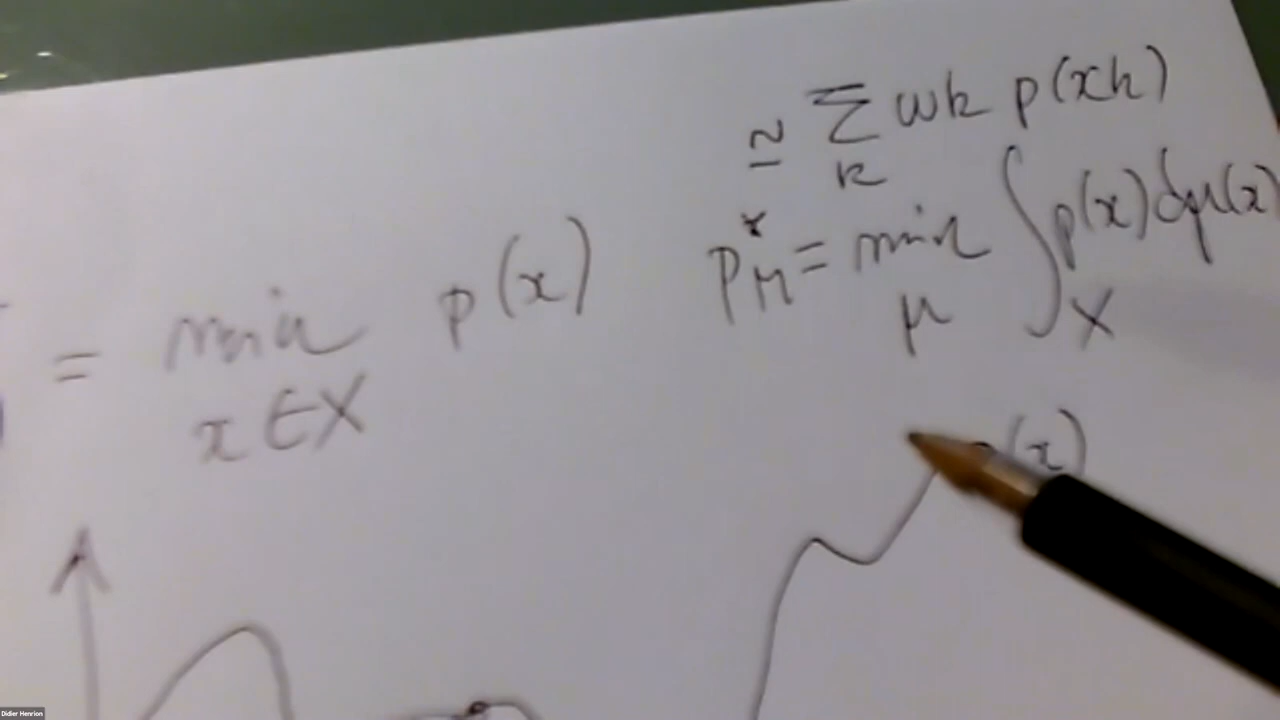 ≃ ∑ wk p(xk)
k
= min p(x)
x ∈ X
p*M = min ∫ p(x) dμ(x)
μ X
(x)
Didier Henrion